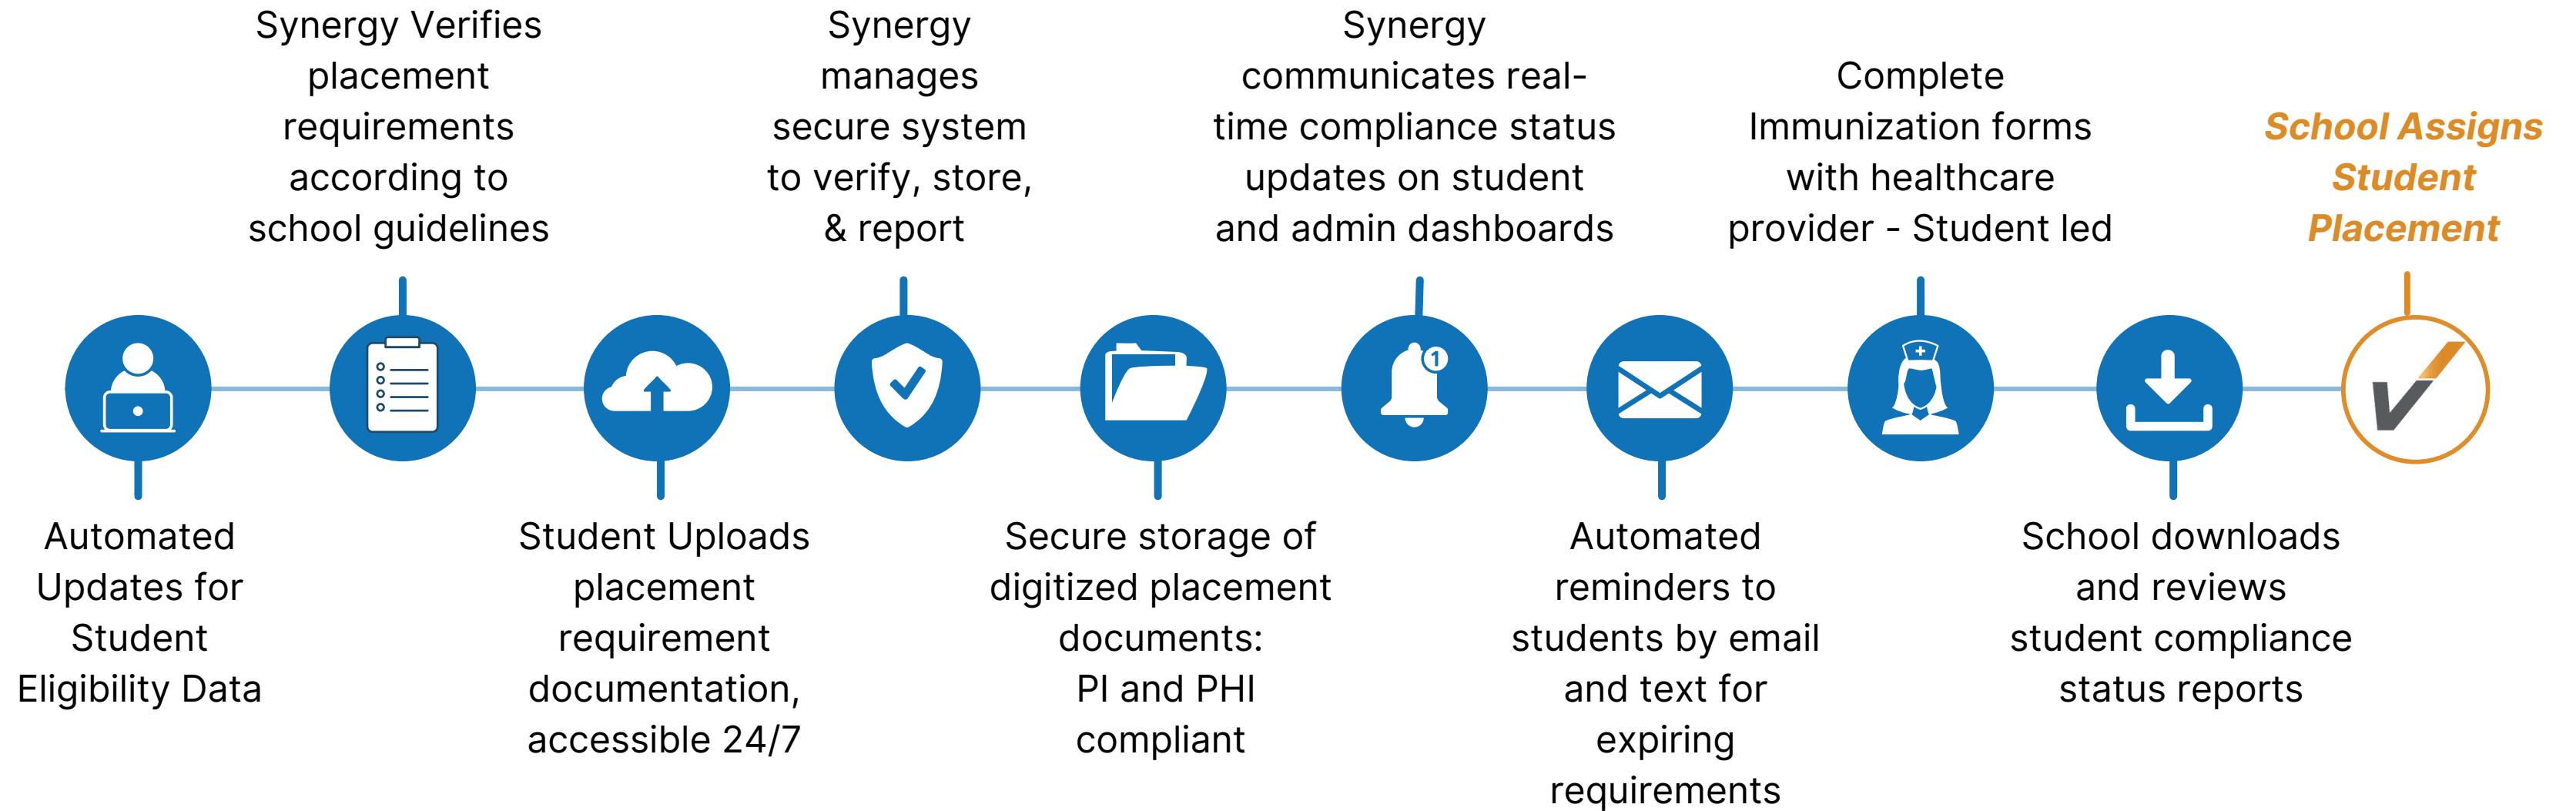 Synergy Verifies
placement
requirements
according to
school guidelines
Synergy
manages
secure system
to verify, store,
& report
Synergy
communicates real-
time compliance status
updates on student
and admin dashboards
Complete
Immunization forms
with healthcare
provider - Student led
School Assigns
Student
Placement
1
Automated
Updates for
Student
Eligibility Data
Student Uploads
placement
requirement
documentation,
accessible 24/7
Secure storage of
digitized placement
documents:
PI and PHI
compliant
Automated
reminders to
students by email
and text for
expiring
requirements
School downloads
and reviews
student compliance
status reports